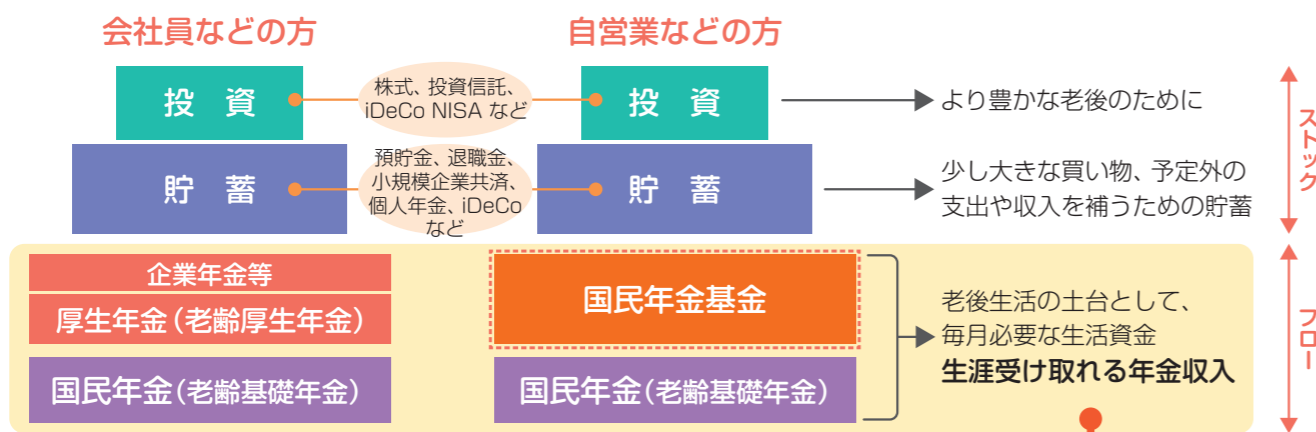 会社員などの方
自営業などの方
投　資
株式、投資信託、
iDeCo NISA など
投　資
より豊かな老後のために
貯　蓄
預貯金、退職金、
小規模企業共済、
個人年金、iDeCo
など
貯　蓄
少し大きな買い物、予定外の
支出や収入を補うための貯蓄
ストック
企業年金等
厚生年金（老齢厚生年金）
国民年金（老齢基礎年金）
国民年金基金
国民年金（老齢基礎年金）
老後生活の土台として、
毎月必要な生活資金
生涯受け取れる年金収入
フロー